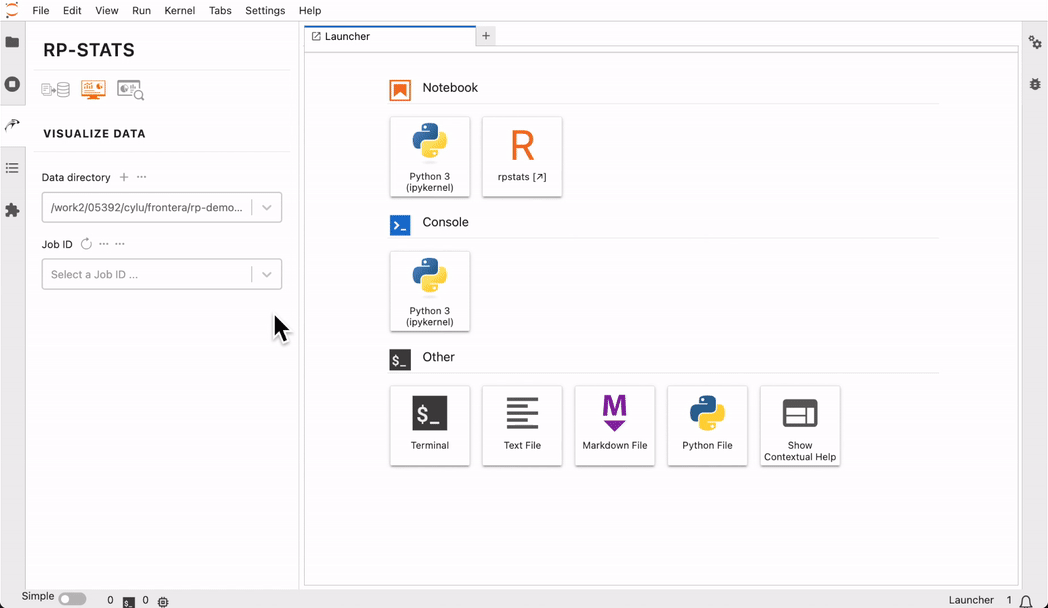 File Edit View Run Kernel Tabs Settings Help
RP-STATS
VISUALIZE DATA
Data directory + ...
/work2/05392/cylu/frontera/rp-demo...
Job ID ... ...
Select a Job ID ...
Launcher
+
Notebook
Python 3
(ipykernel)
R
rpstats [↗]
>_
Console
Python 3
(ipykernel)
$_
Other
$_
Terminal
Text File
M
Markdown File
Python File
Show
Contextual Help
Simple
0 $_ 0
Launcher 1